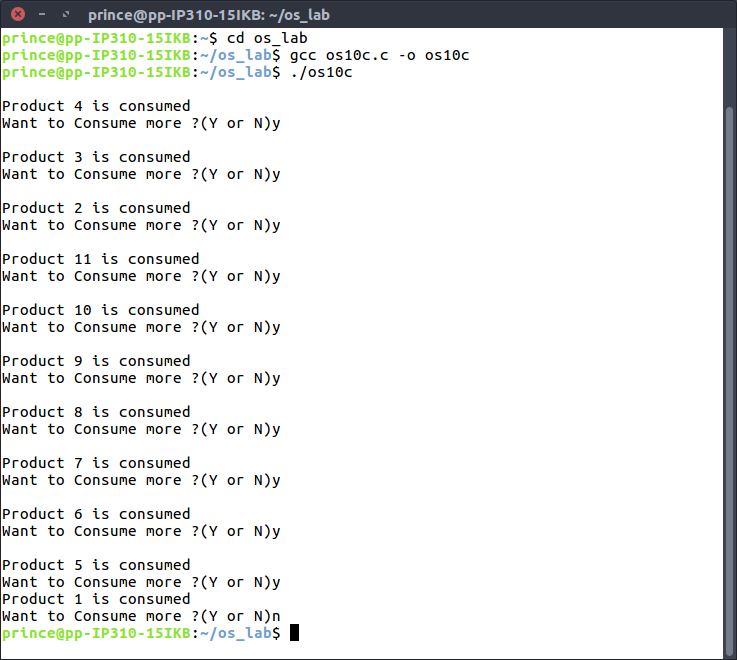 prince@pp-IP310-15IKB: ~/os_lab
prince@pp-IP310-15IKB:~$ cd os_lab
prince@pp-IP310-15IKB:~/os_lab$ gcc os10c.c -o os10c
prince@pp-IP310-15IKB:~/os_lab$ ./os10c
Product 4 is consumed
Want to Consume more ?(Y or N)y
Product 3 is consumed
Want to Consume more ?(Y or N)y
Product 2 is consumed
Want to Consume more ?(Y or N)y
Product 11 is consumed
Want to Consume more ?(Y or N)y
Product 10 is consumed
Want to Consume more ?(Y or N)y
Product 9 is consumed
Want to Consume more ?(Y or N)y
Product 8 is consumed
Want to Consume more ?(Y or N)y
Product 7 is consumed
Want to Consume more ?(Y or N)y
Product 6 is consumed
Want to Consume more ?(Y or N)y
Product 5 is consumed
Want to Consume more ?(Y or N)y
Product 1 is consumed
Want to Consume more ?(Y or N)n
prince@pp-IP310-15IKB:~/os_lab$